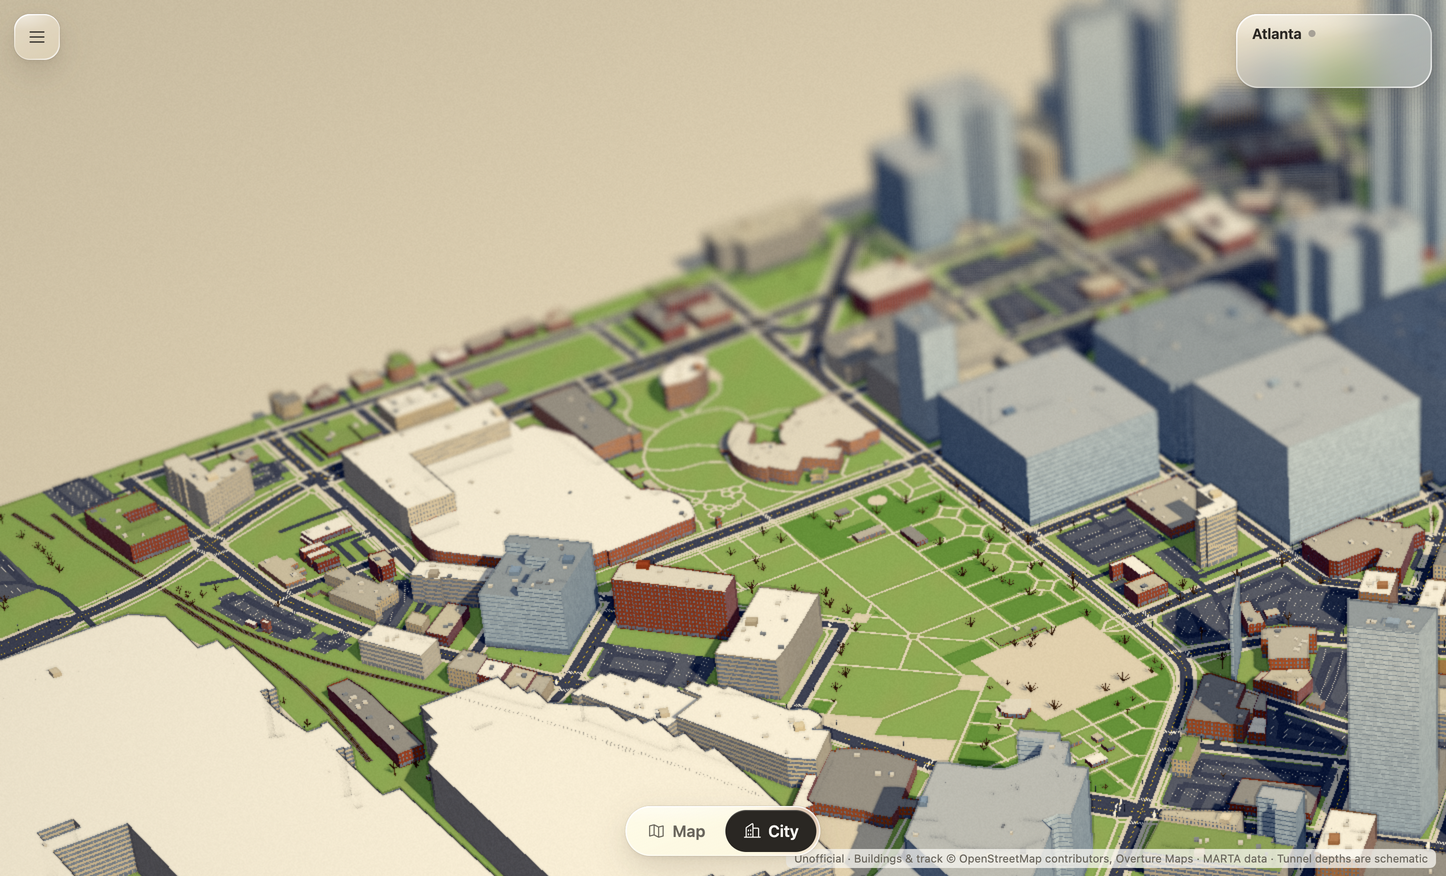 Atlanta
Map
City
Unofficial · Buildings & track © OpenStreetMap contributors, Overture Maps · MARTA data · Tunnel depths are schematic